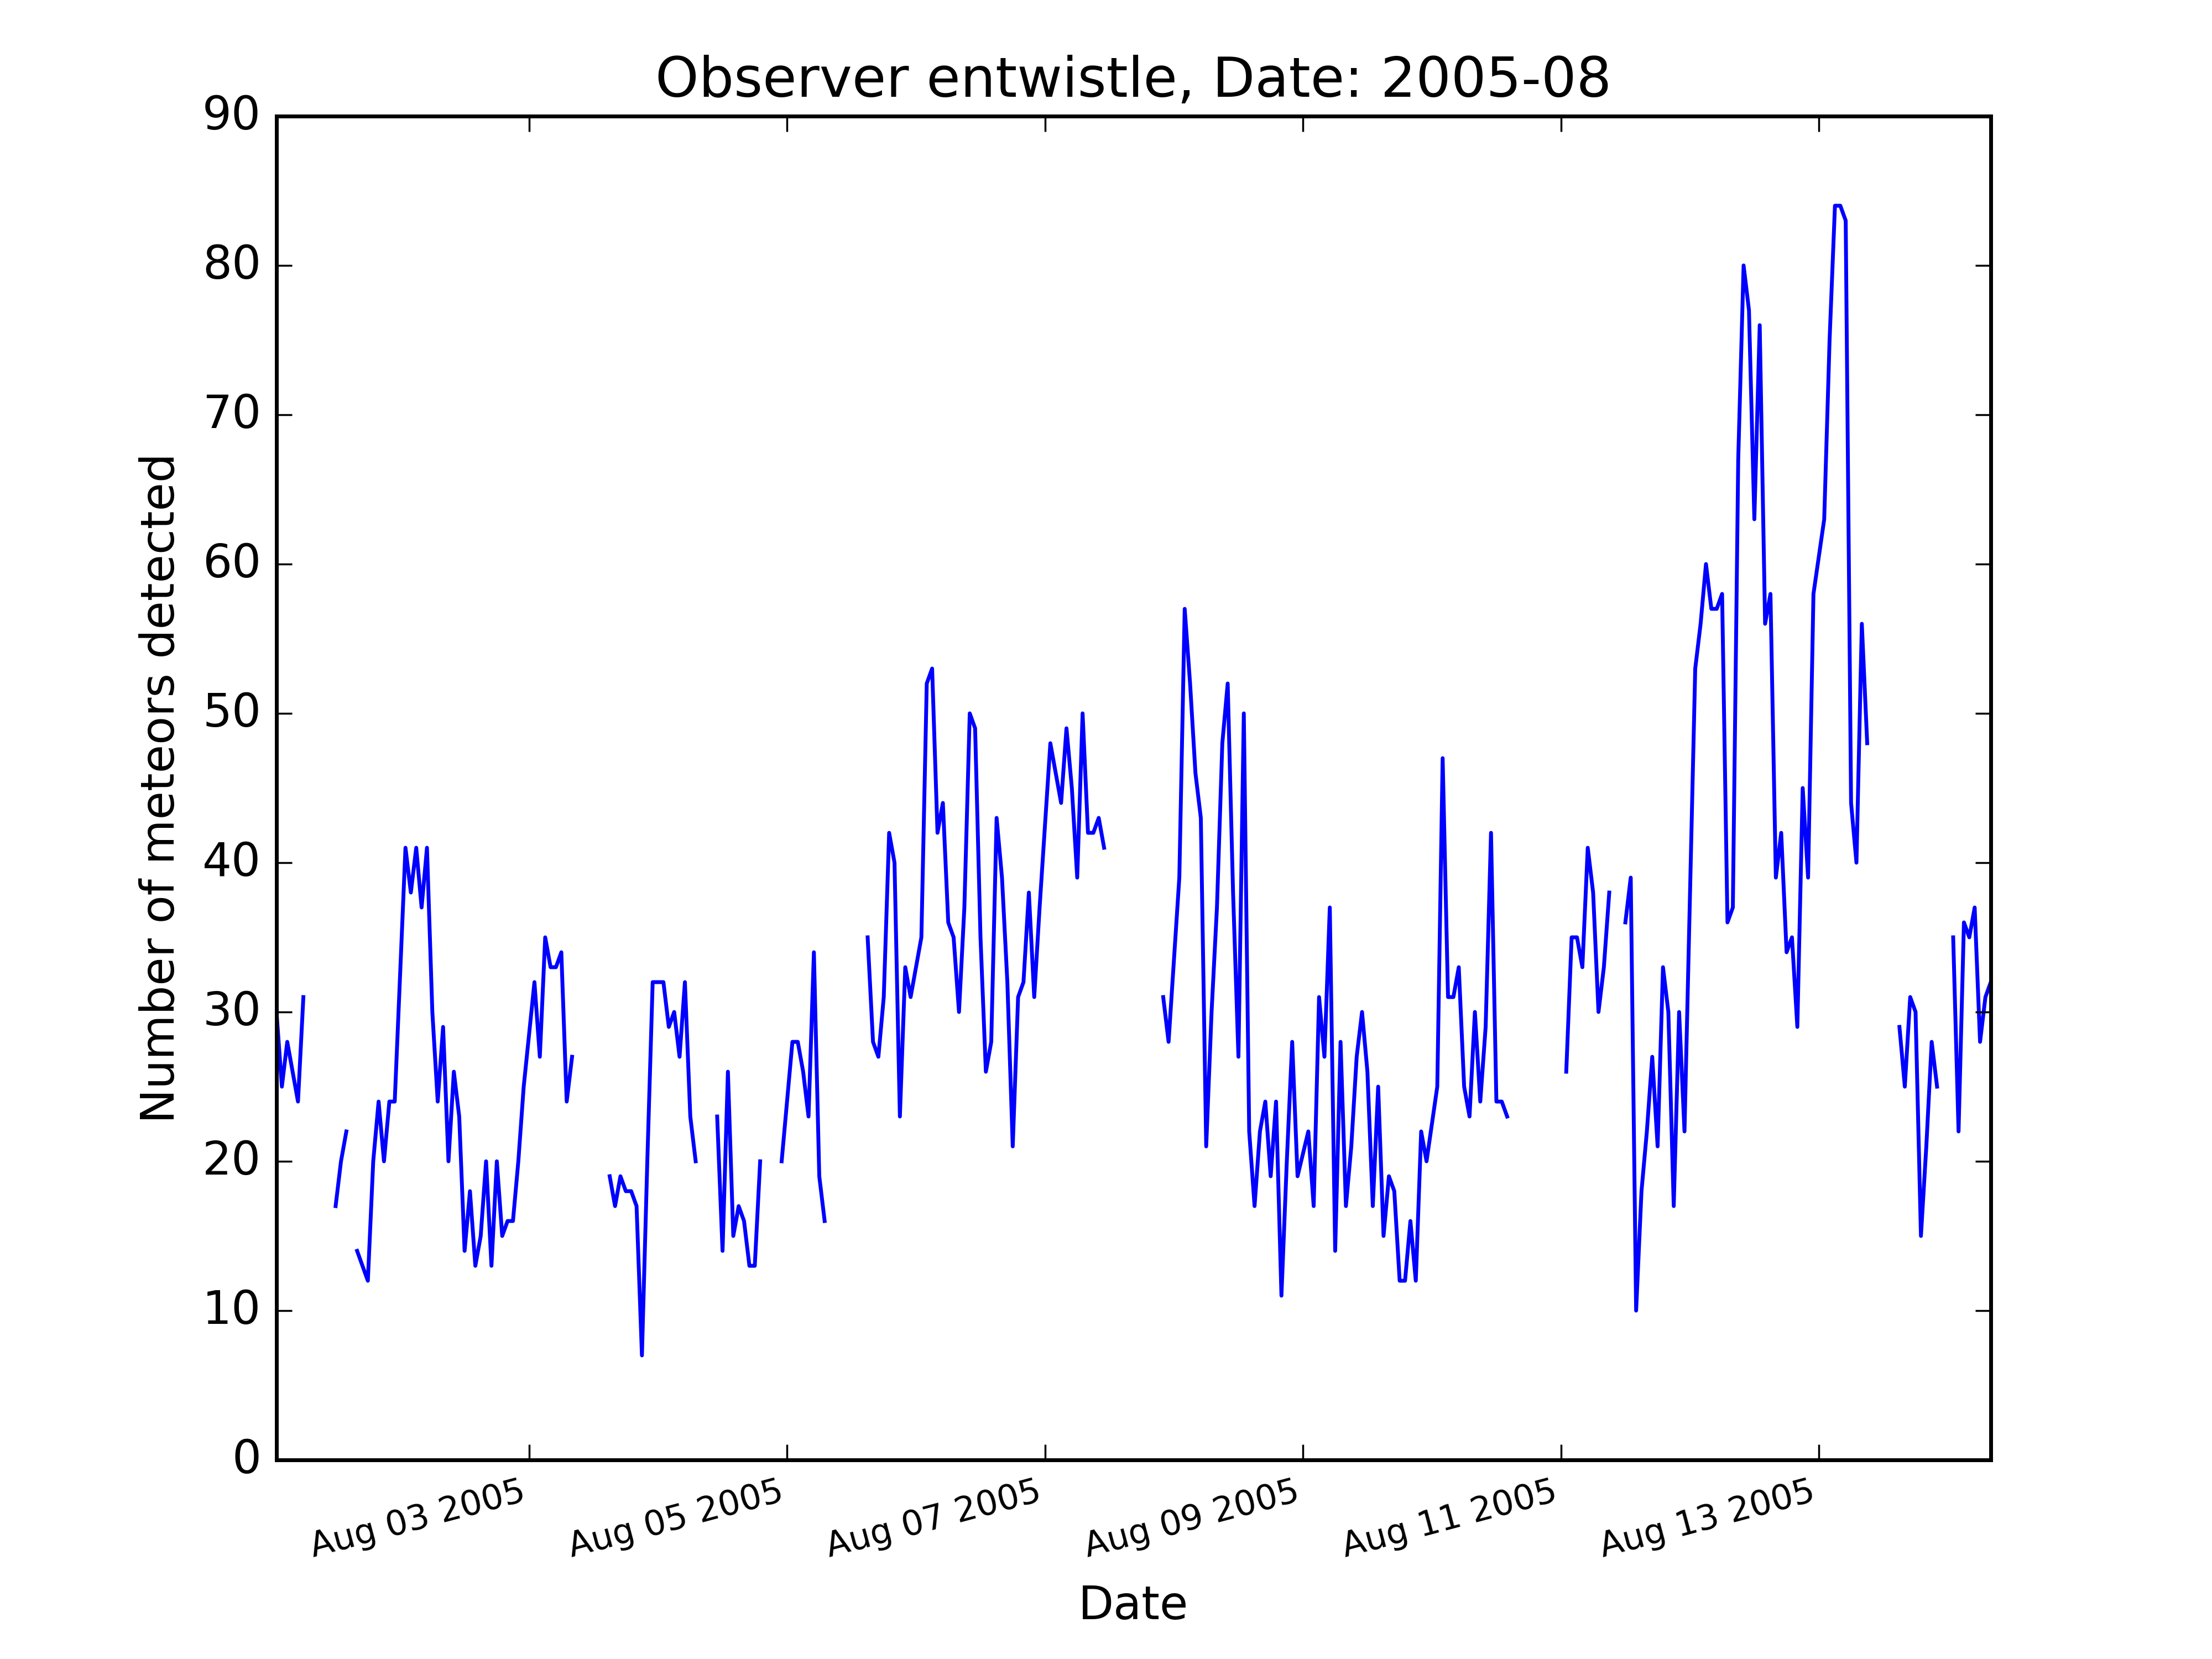 Observer entwistle, Date: 2005-08
90
80
70
60
50
40
30
20
10
0
Number of meteors detected
Aug 03 2005
Aug 05 2005
Aug 07 2005
Aug 09 2005
Aug 11 2005
Aug 13 2005
Date